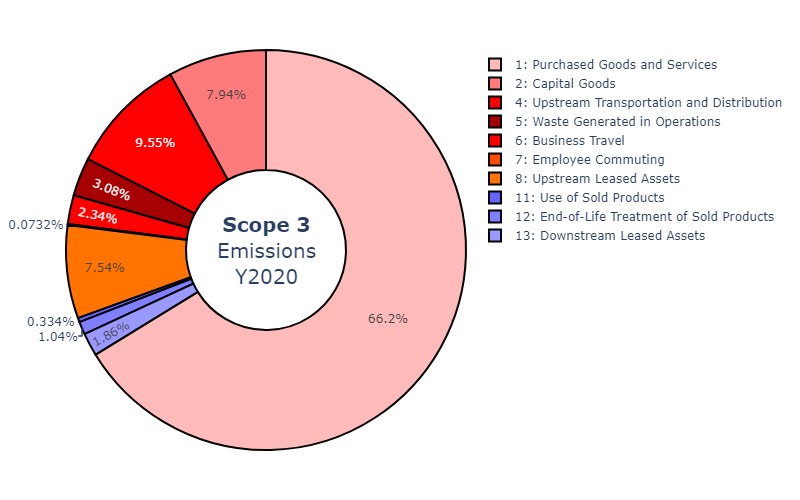 7.94%
9.55%
3.08%
2.34%
0.0732%
7.54%
0.334%
1.04%
1.86%
66.2%
Scope 3
Emissions
Y2020
1: Purchased Goods and Services
2: Capital Goods
4: Upstream Transportation and Distribution
5: Waste Generated in Operations
6: Business Travel
7: Employee Commuting
8: Upstream Leased Assets
11: Use of Sold Products
12: End-of-Life Treatment of Sold Products
13: Downstream Leased Assets